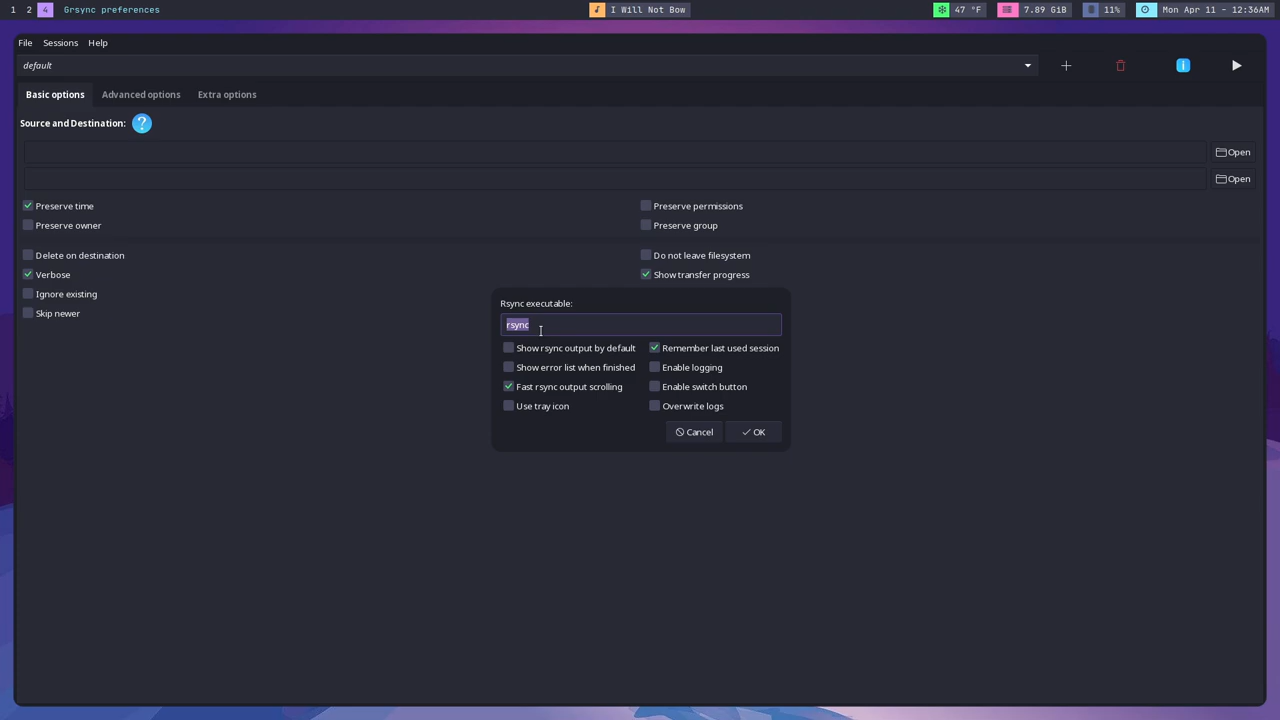 1 2 4 Grsync preferences I Will Not Bow 47 °F 7.89 GiB 11% Mon Apr 11 - 12:36AM
File Sessions Help
default
Basic options Advanced options Extra options
Source and Destination: ?
Open
Open
Preserve time Preserve permissions
Preserve owner Preserve group
Delete on destination Do not leave filesystem
Verbose Show transfer progress
Ignore existing
Skip newer
Rsync executable:
rsync
Show rsync output by default Remember last used session
Show error list when finished Enable logging
Fast rsync output scrolling Enable switch button
Use tray icon Overwrite logs
Cancel OK